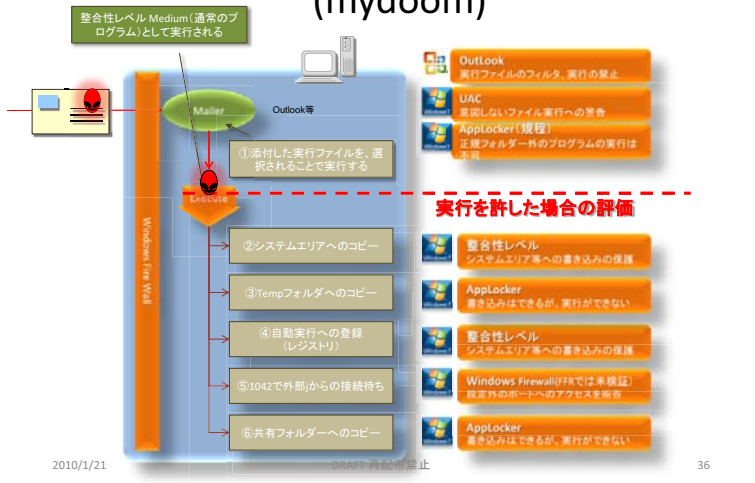 (mydoom)
整合性レベル Medium（通常のプ
ログラム）として実行される
Mailer
Outlook等
①添付した実行ファイルを、選
択されることで実行する
Execute
Windows Fire Wall
②システムエリアへのコピー
③Tempフォルダへのコピー
④自動実行への登録
（レジストリ）
⑤1042で外部jからの接続待ち
⑥共有フォルダーへのコピー
OutLook
実行ファイルのフィルタ、実行の禁止
UAC
意図しないファイル実行への警告
AppLocker（規程）
正規フォルダー外のプログラムの実行は
不可
実行を許した場合の評価
整合性レベル
システムエリア等への書き込みの保護
AppLocker
書き込みはできるが、実行ができない
整合性レベル
システムエリア等への書き込みの保護
Windows Firewall(FFRでは未検証)
設定外のポートへのアクセスを拒否
AppLocker
書き込みはできるが、実行ができない
2010/1/21
DRAFT 再配布禁止
36